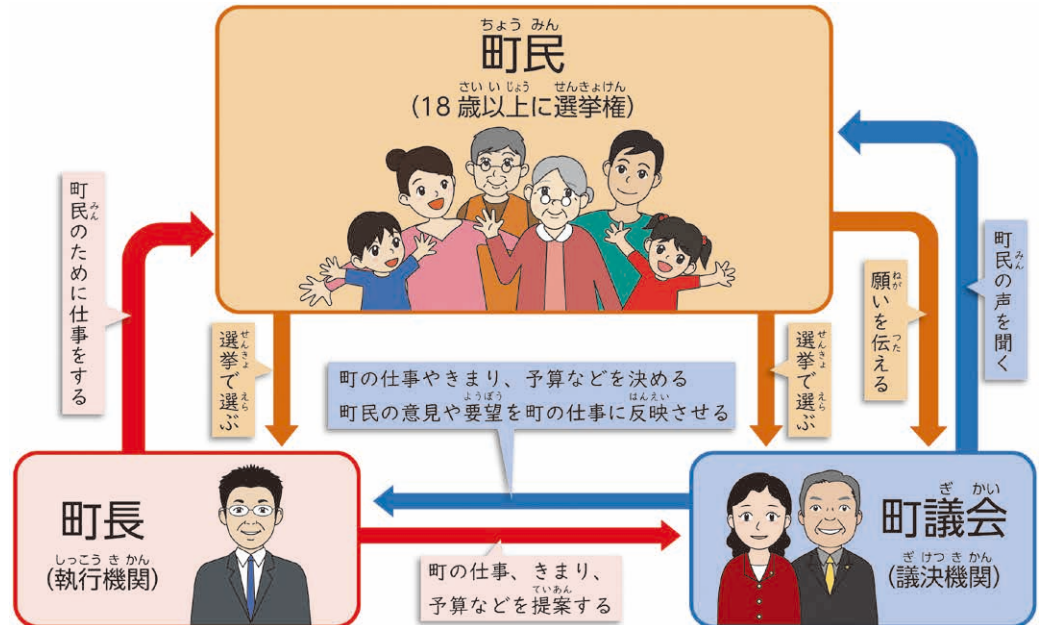 ちょう みん
町民
さい い じょう せんきょけん
(18 歳以上に選挙権)
町民のために仕事をする
みん
選挙で選ぶ
せんきょ えら
町の仕事やきまり、予算などを決める
ようぼう はんえい
町民の意見や要望を町の仕事に反映させる
選挙で選ぶ
せんきょ えら
願いを伝える
ねが つた
町民の声を聞く
みん
町長
しっこう き かん
(執行機関)
町の仕事、きまり、
ていあん
予算などを提案する
ぎ かい
町議会
ぎ けつ き かん
(議決機関)